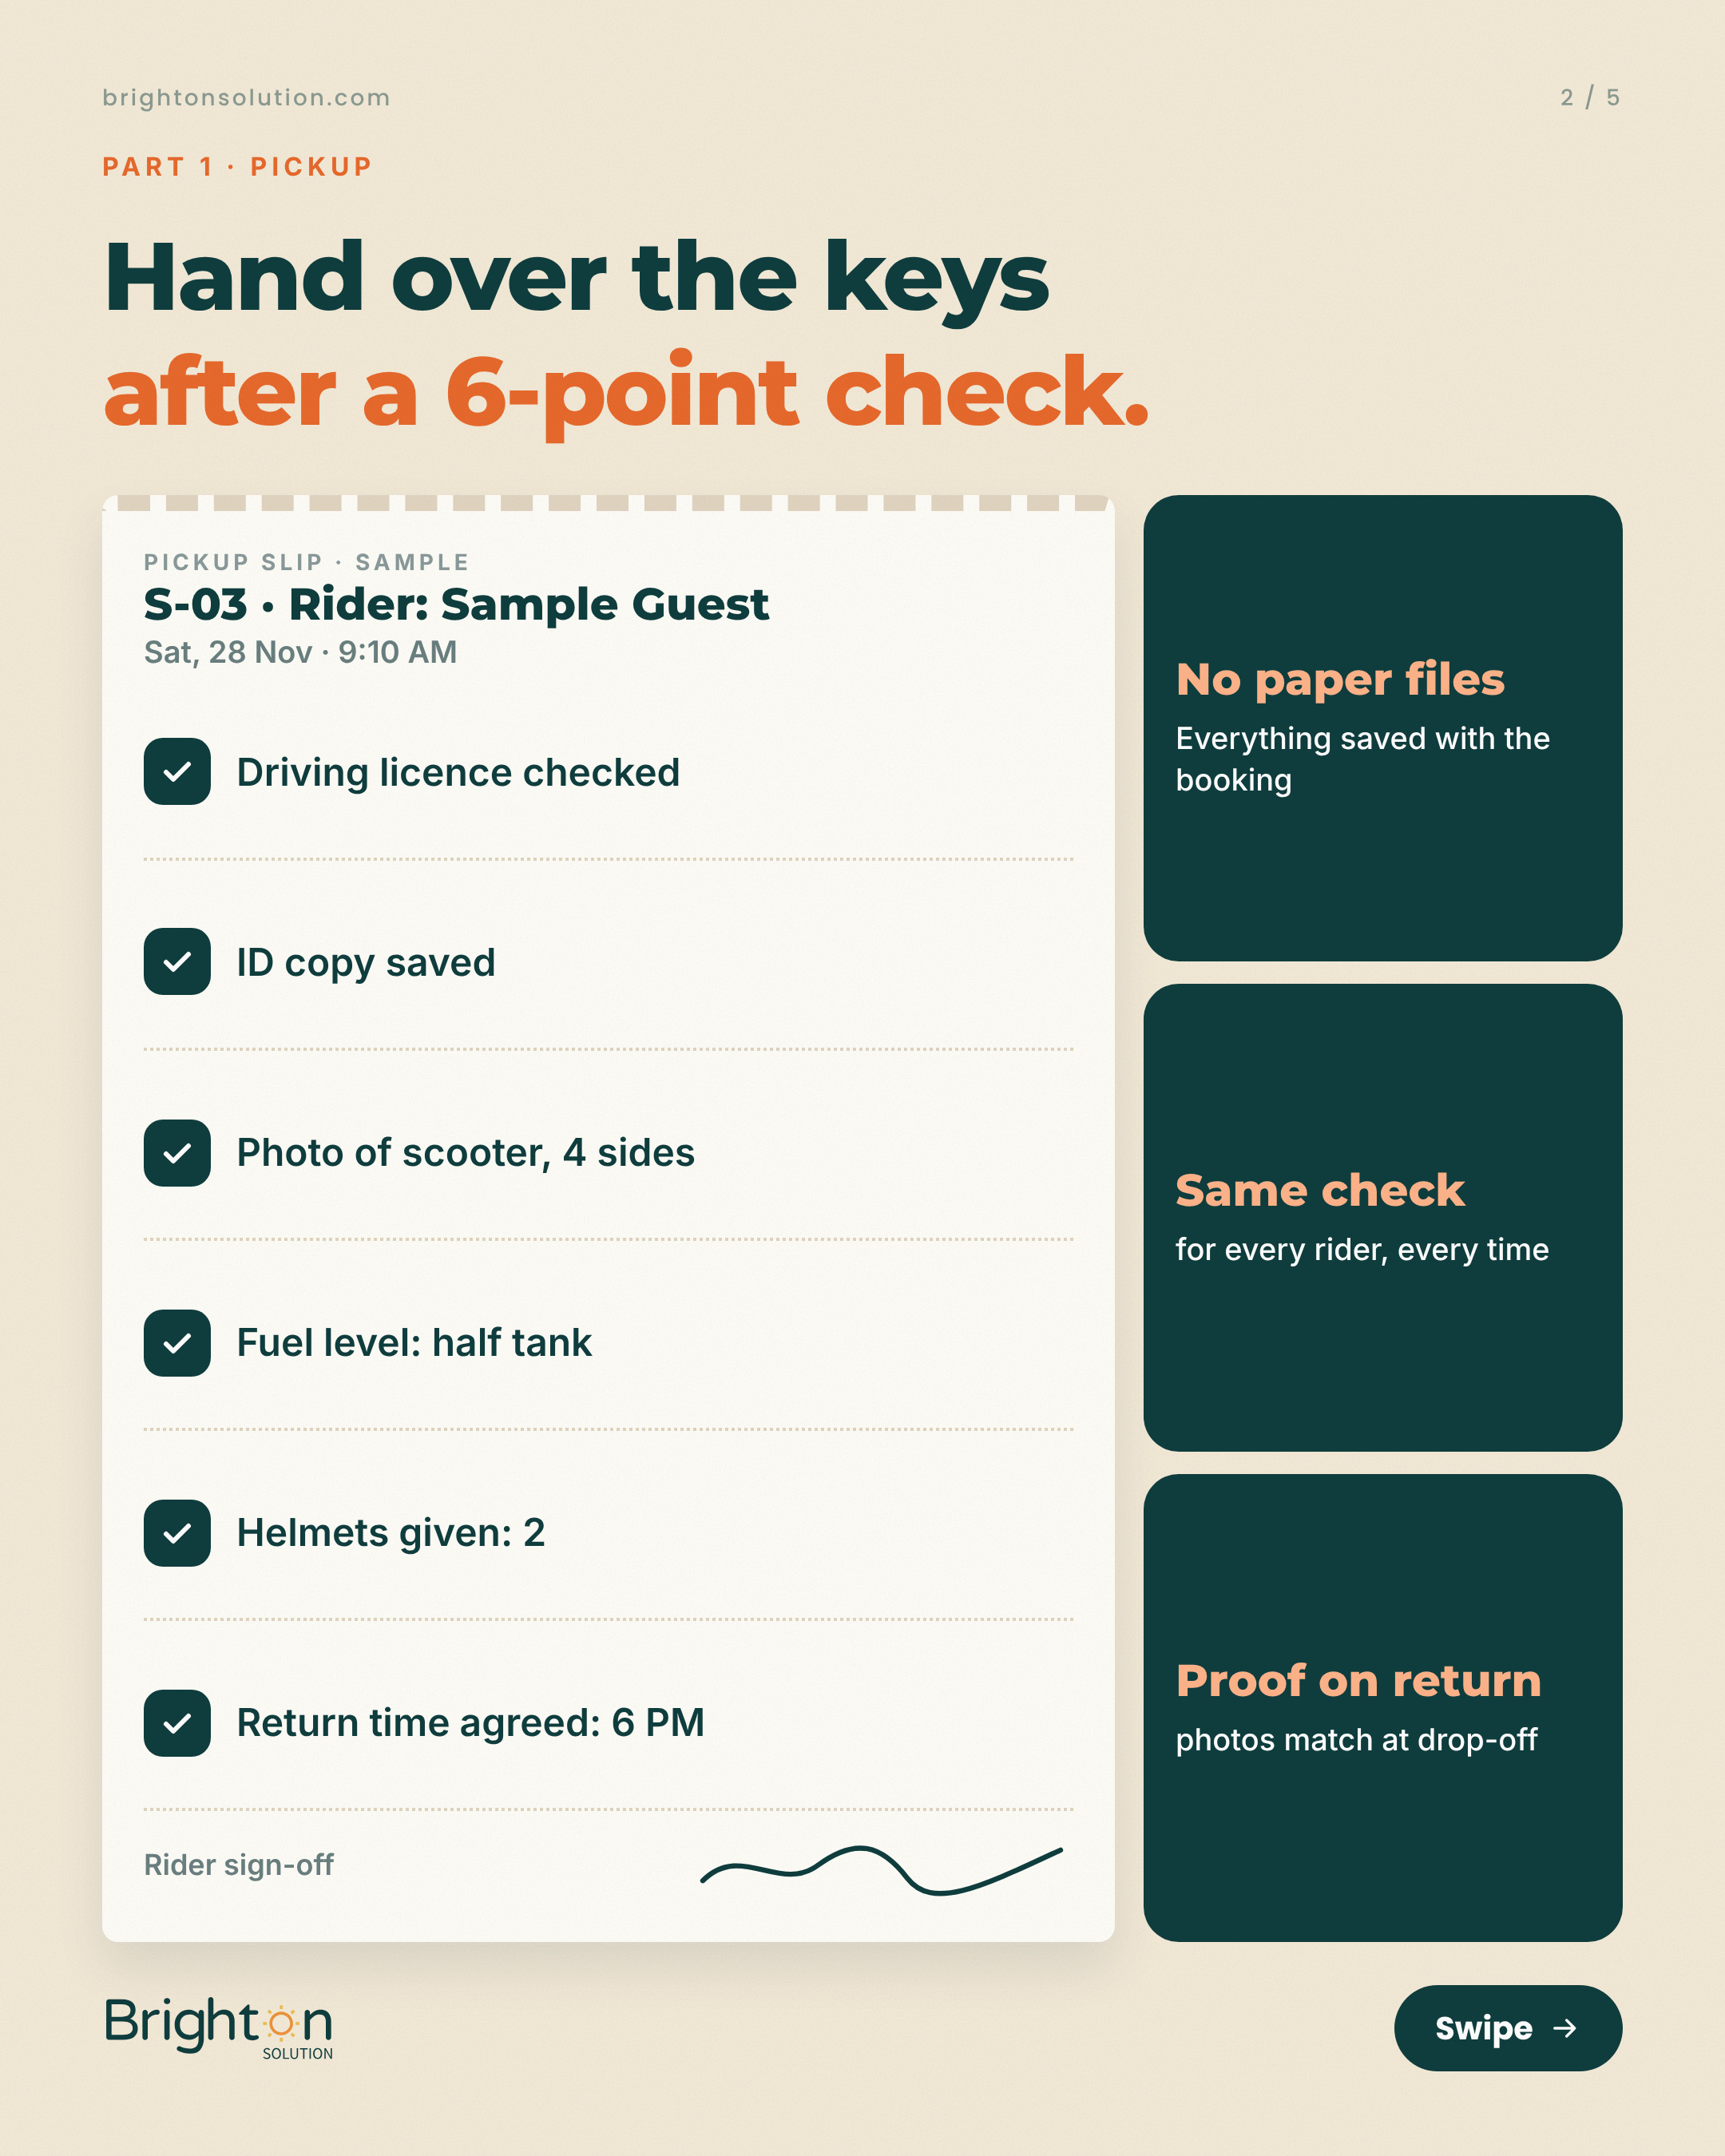 brightonsolution.com
2 / 5
PART 1 · PICKUP
Hand over the keys
after a 6-point check.
PICKUP SLIP · SAMPLE
S-03 · Rider: Sample Guest
Sat, 28 Nov · 9:10 AM
Driving licence checked
ID copy saved
Photo of scooter, 4 sides
Fuel level: half tank
Helmets given: 2
Return time agreed: 6 PM
Rider sign-off
No paper files
Everything saved with the
booking
Same check
for every rider, every time
Proof on return
photos match at drop-off
Brighton
SOLUTION
Swipe →